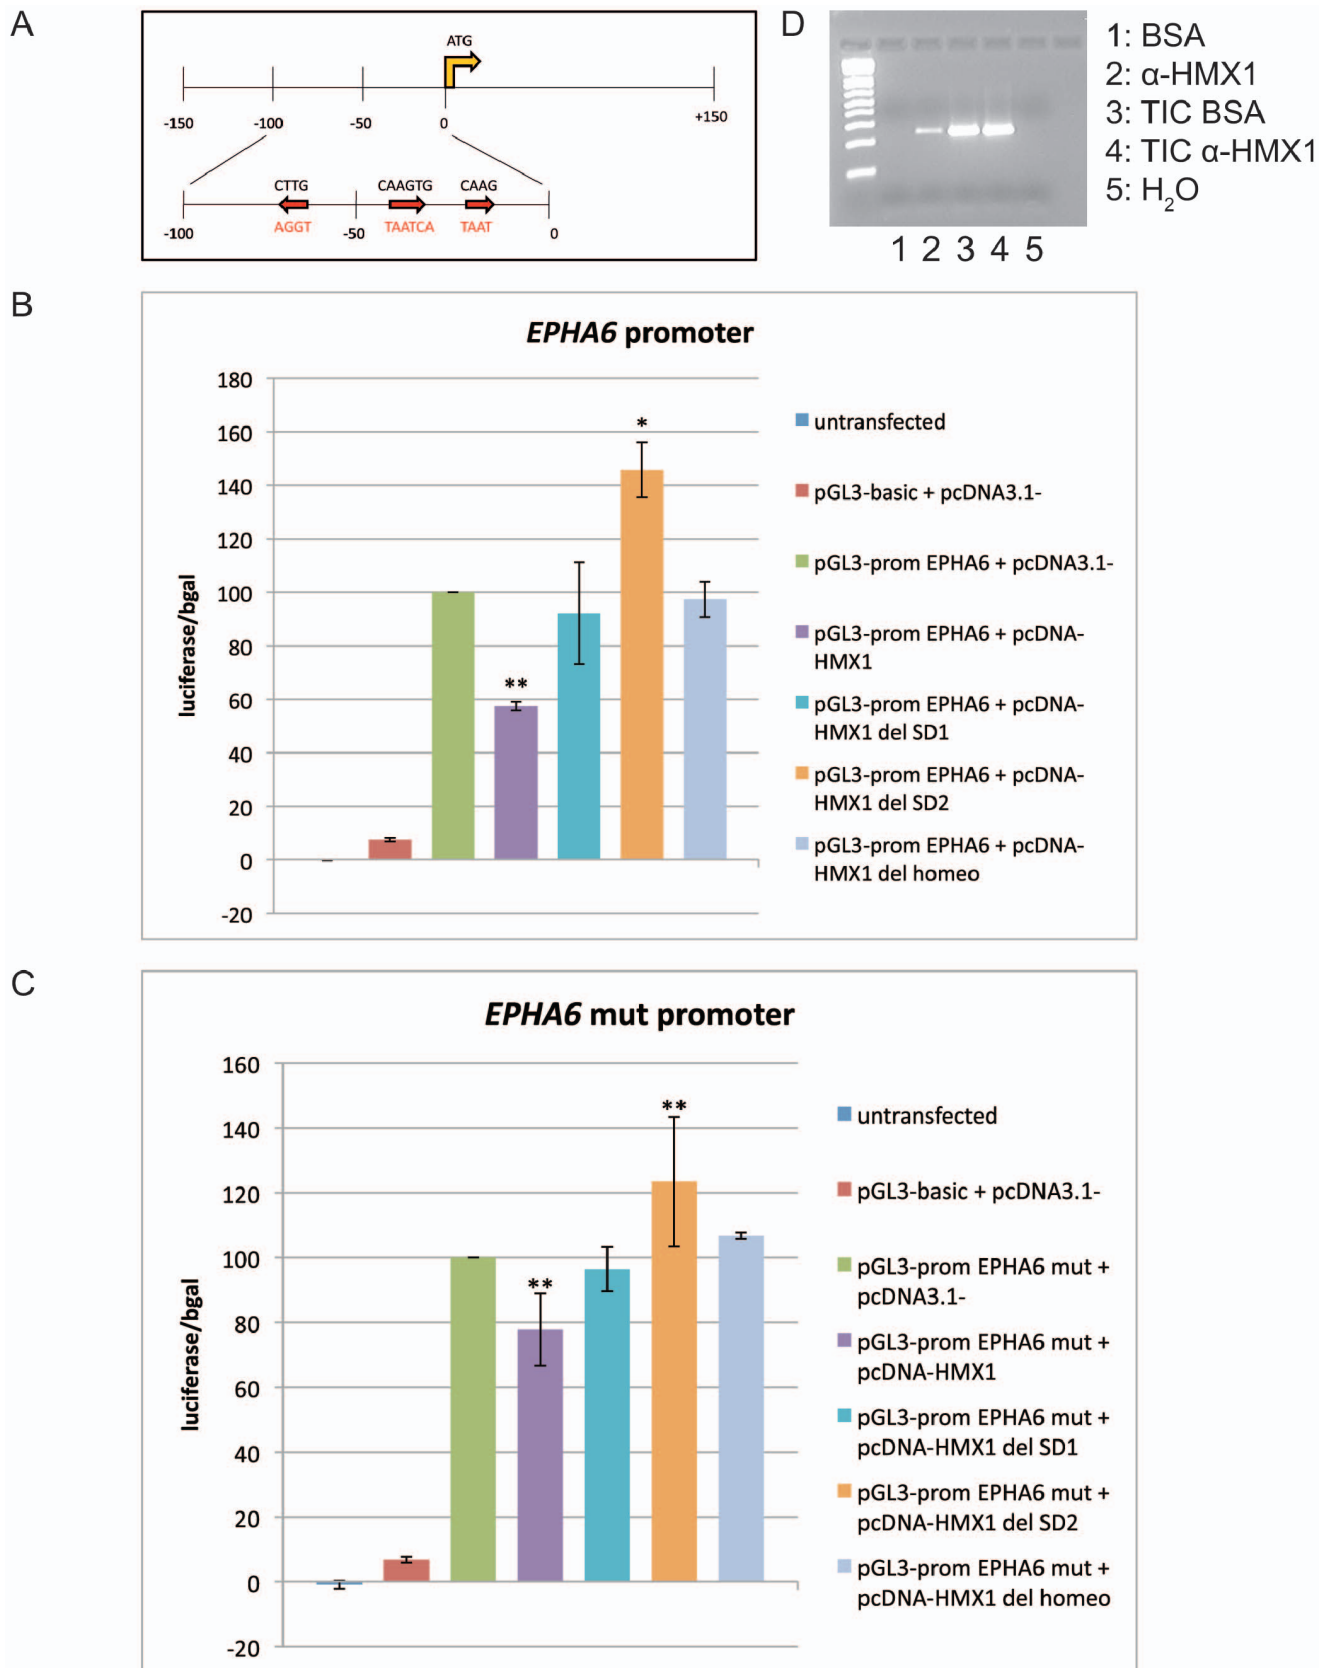 A
ATG
-150
-100
-50
0
+150
CTTG
CAAGTG
CAAG
AGGT
TAATCA
TAAT
-100
-50
0
D
1: BSA
2: α-HMX1
3: TIC BSA
4: TIC α-HMX1
5: H₂O
1 2 3 4 5
B
EPHA6 promoter
luciferase/bgal
180
160
140
120
100
80
60
40
20
0
-20
**
*
untransfected
pGL3-basic + pcDNA3.1-
pGL3-prom EPHA6 + pcDNA3.1-
pGL3-prom EPHA6 + pcDNA-
HMX1
pGL3-prom EPHA6 + pcDNA-
HMX1 del SD1
pGL3-prom EPHA6 + pcDNA-
HMX1 del SD2
pGL3-prom EPHA6 + pcDNA-
HMX1 del homeo
C
EPHA6 mut promoter
luciferase/bgal
160
140
120
100
80
60
40
20
0
-20
**
**
untransfected
pGL3-basic + pcDNA3.1-
pGL3-prom EPHA6 mut +
pcDNA3.1-
pGL3-prom EPHA6 mut +
pcDNA-HMX1
pGL3-prom EPHA6 mut +
pcDNA-HMX1 del SD1
pGL3-prom EPHA6 mut +
pcDNA-HMX1 del SD2
pGL3-prom EPHA6 mut +
pcDNA-HMX1 del homeo